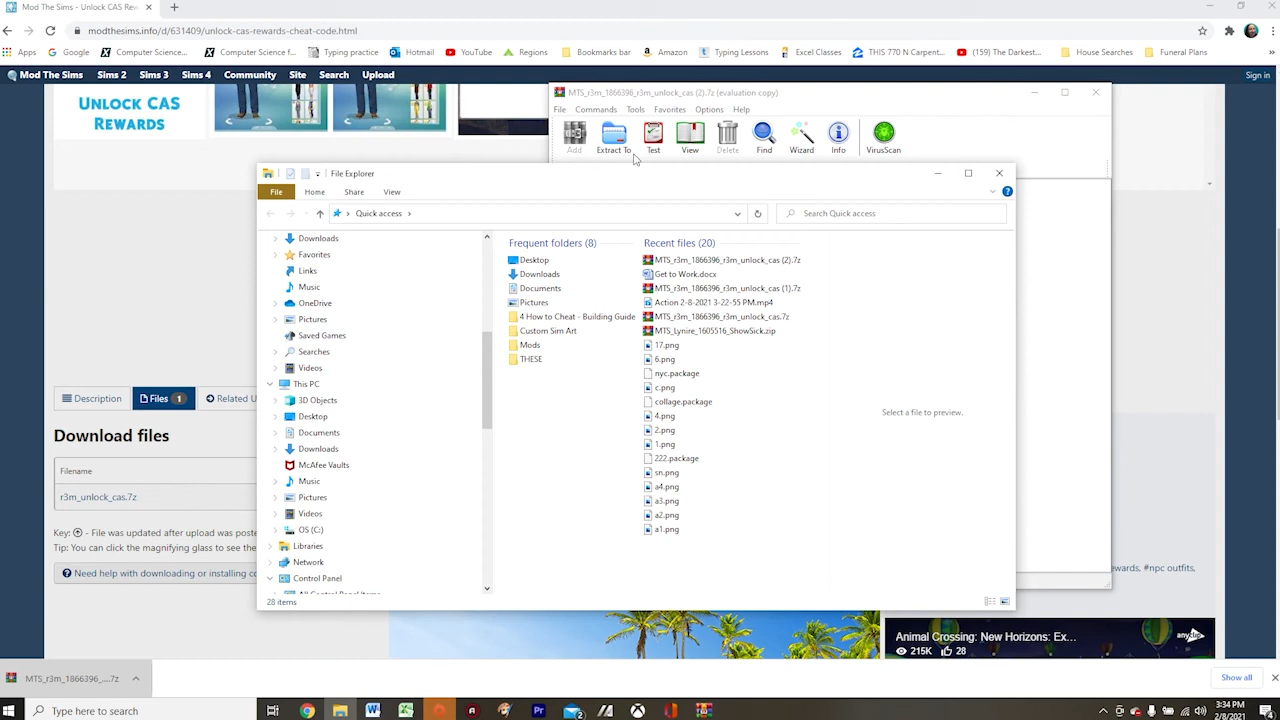 Mod The Sims - Unlock CAS Rew
modthesims.info/d/631409/unlock-cas-rewards-cheat-code.html
Apps Google Computer Science... Computer Science f... Typing practice Hotmail YouTube Regions Bookmarks bar Amazon Typing Lessons Excel Classes THIS 770 N Carpent... (159) The Darkest... House Searches Funeral Plans
Mod The Sims Sims 2 Sims 3 Sims 4 Community Site Search Upload Sign in
UNLOCK CAS
REWARDS
MTS_r3m_1866396_r3m_unlock_cas (2).7z (evaluation copy)
File Commands Tools Favorites Options Help
Add Extract To Test View Delete Find Wizard Info VirusScan
File Explorer
File Home Share View
Quick access
Search Quick access
Downloads
Favorites
Links
Music
OneDrive
Pictures
Saved Games
Searches
Videos
This PC
3D Objects
Desktop
Documents
Downloads
McAfee Vaults
Music
Pictures
Videos
OS (C:)
Libraries
Network
Control Panel
All Control Panel Items
Frequent folders (8)
Desktop
Downloads
Documents
Pictures
4 How to Cheat - Building Guide
Custom Sim Art
Mods
THESE
Recent files (20)
MTS_r3m_1866396_r3m_unlock_cas (2).7z
Get to Work.docx
MTS_r3m_1866396_r3m_unlock_cas (1).7z
Action 2-8-2021 3-22-55 PM.mp4
MTS_r3m_1866396_r3m_unlock_cas.7z
MTS_Lynire_1605516_ShowSick.zip
17.png
6.png
nyc.package
c.png
collage.package
4.png
2.png
1.png
222.package
sn.png
a4.png
a3.png
a2.png
a1.png
Select a file to preview.
28 items
Description Files 1 Related U
Download files
Filename
r3m_unlock_cas.7z
Key: - File was updated after upload was poste
Tip: You can click the magnifying glass to see the
Need help with downloading or installing co
ewards, #npc outfits,
Animal Crossing: New Horizons: Ex...
215K 28
anyclip
MTS_r3m_1866396_....7z
Show all
Type here to search
3:34 PM
2/8/2021